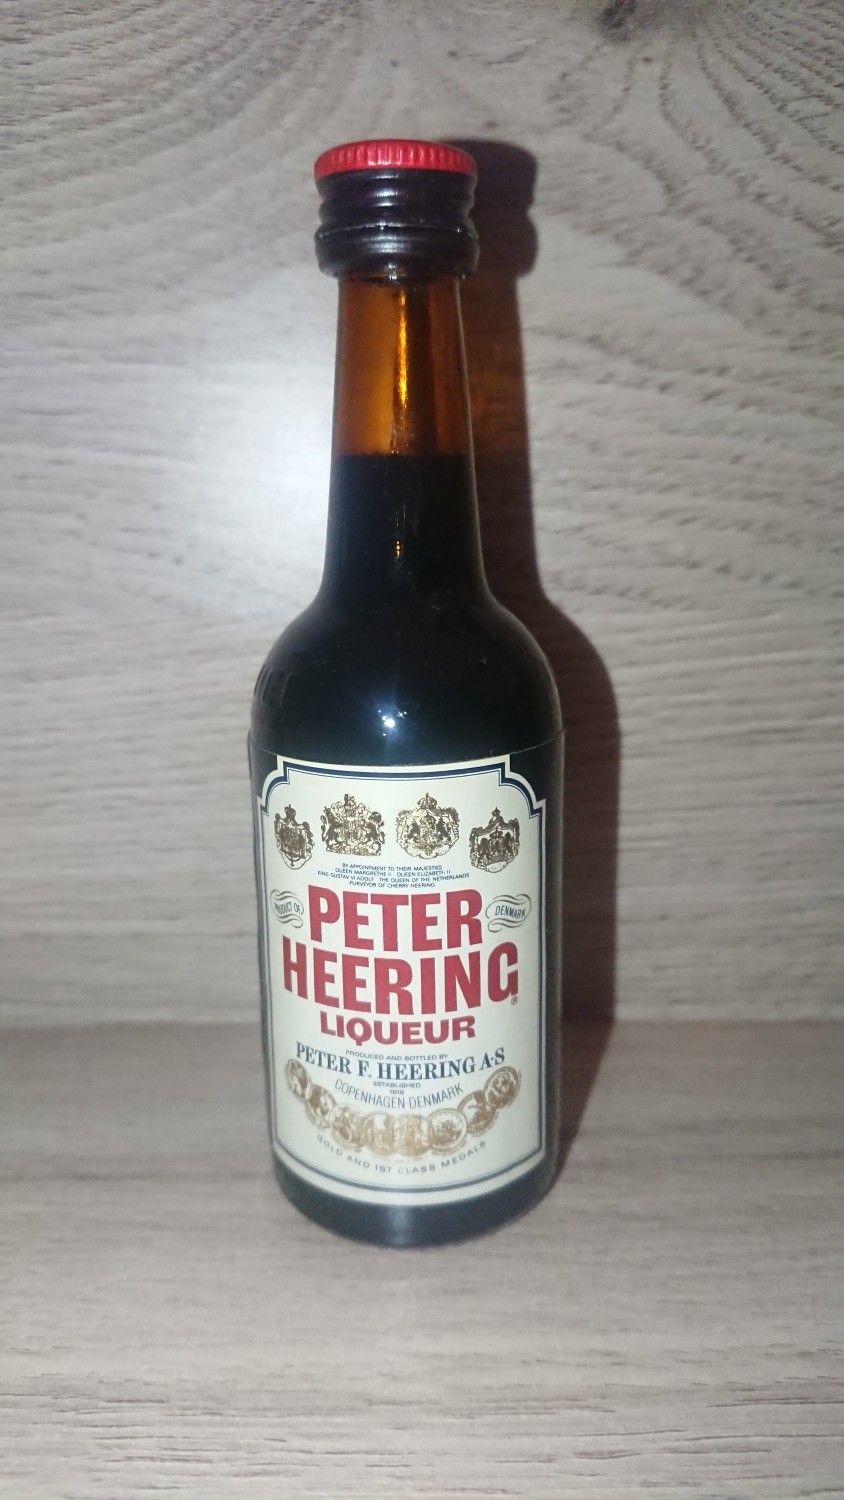 BY APPOINTMENT TO THEIR MAJESTIES
QUEEN MARGRETHE II QUEEN ELIZABETH II
KING GUSTAV VI ADOLF THE QUEEN OF THE NETHERLANDS
PURVEYOR OF CHERRY HEERING
PRODUCT OF
DENMARK
PETER
HEERING®
LIQUEUR
PRODUCED AND BOTTLED BY
PETER F. HEERING A·S
ESTABLISHED
1818
COPENHAGEN DENMARK
GOLD AND 1ST CLASS MEDALS